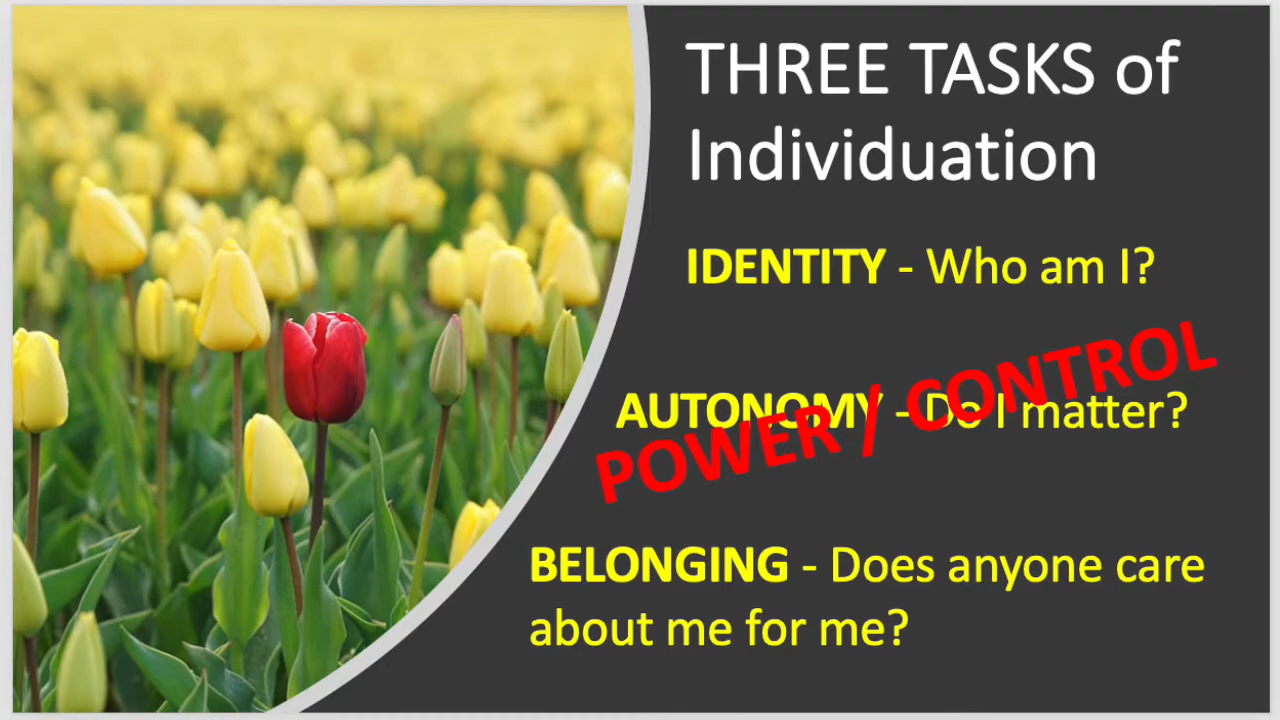 THREE TASKS of
Individuation
IDENTITY - Who am I?
AUTONOMY - Do I matter?
POWER / CONTROL
BELONGING - Does anyone care
about me for me?